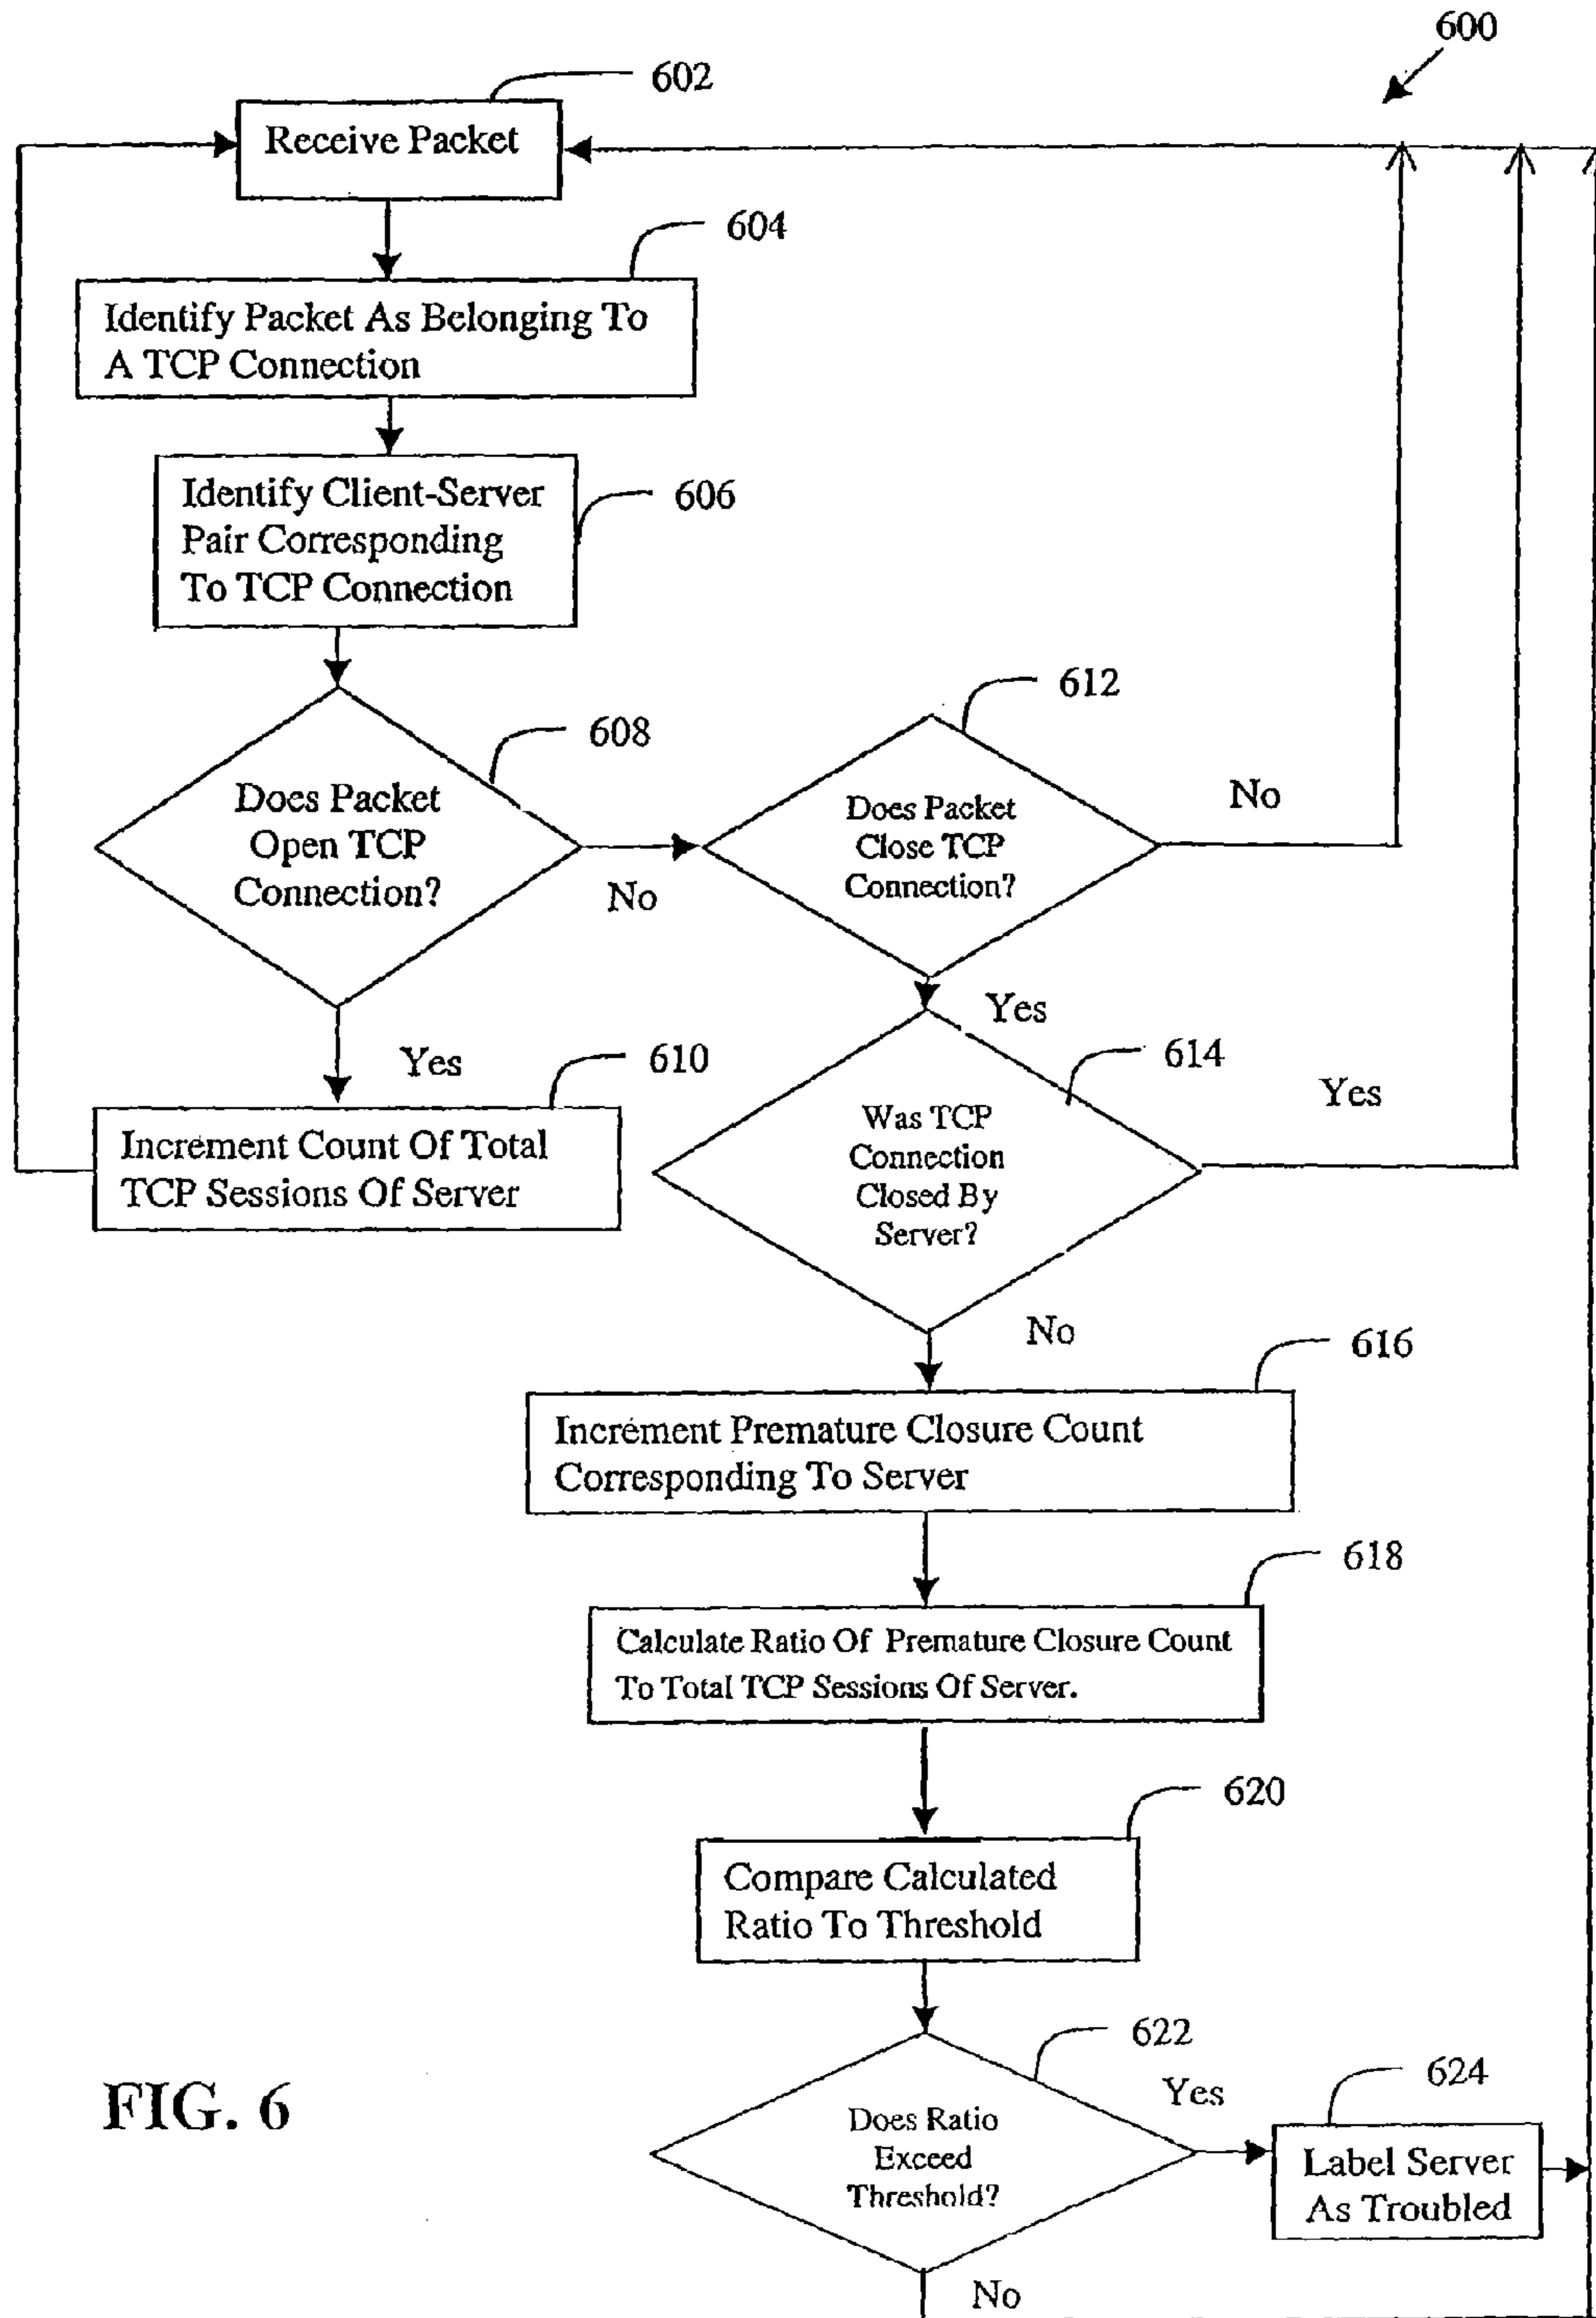 600
602
Receive Packet
604
Identify Packet As Belonging To
A TCP Connection
Identify Client-Server
Pair Corresponding
To TCP Connection
606
612
608
Does Packet
Open TCP
Connection?
No
Does Packet
Close TCP
Connection?
No
Yes
Yes
610
614
Increment Count Of Total
TCP Sessions Of Server
Was TCP
Connection
Closed By
Server?
Yes
No
616
Increment Premature Closure Count
Corresponding To Server
618
Calculate Ratio Of Premature Closure Count
To Total TCP Sessions Of Server.
620
Compare Calculated
Ratio To Threshold
622
Does Ratio
Exceed
Threshold?
Yes
624
Label Server
As Troubled
No
FIG. 6